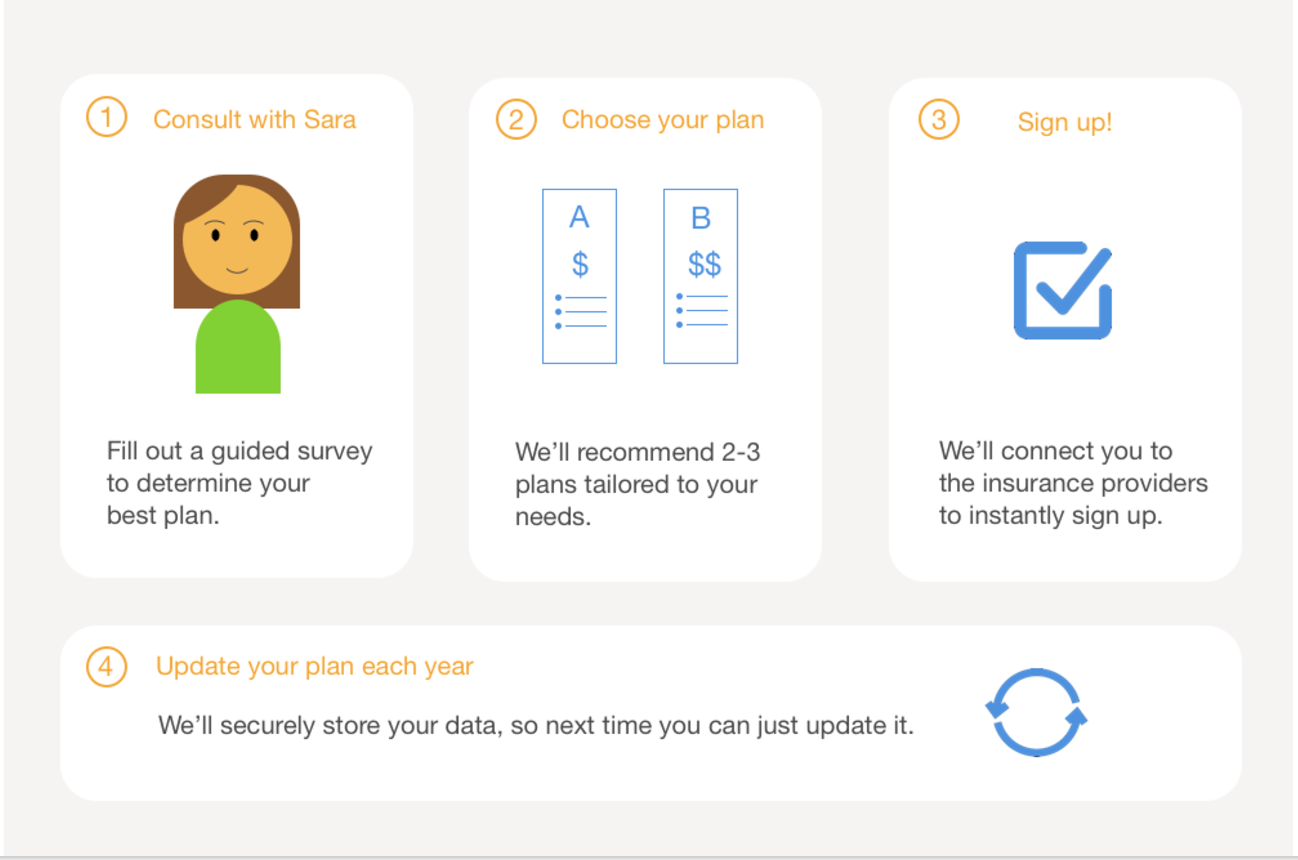 1 Consult with Sara
Fill out a guided survey
to determine your
best plan.
2 Choose your plan
A
$
B
$$
We’ll recommend 2-3
plans tailored to your
needs.
3 Sign up!
We’ll connect you to
the insurance providers
to instantly sign up.
4 Update your plan each year
We’ll securely store your data, so next time you can just update it.